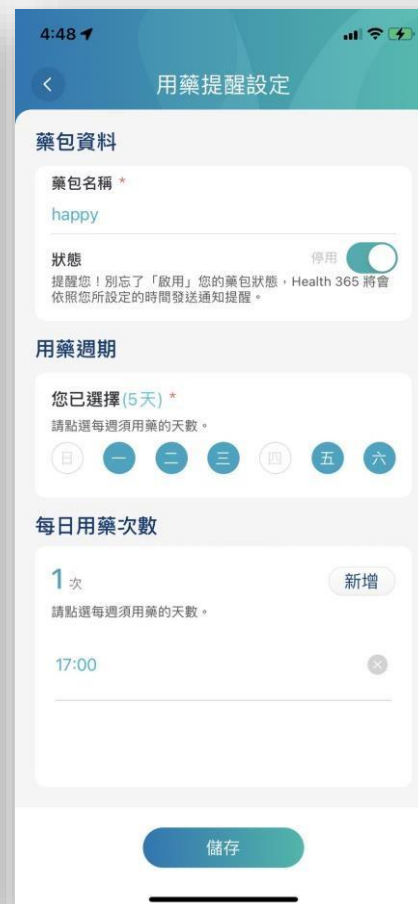 4:48
用藥提醒設定
藥包資料
藥包名稱 *
happy
狀態 停用
提醒您！別忘了「啟用」您的藥包狀態，Health 365 將會
依照您所設定的時間發送通知提醒。
用藥週期
您已選擇(5天) *
請點選每週須用藥的天數。
日 一 二 三 四 五 六
每日用藥次數
1 次 新增
請點選每週須用藥的天數。
17:00
儲存